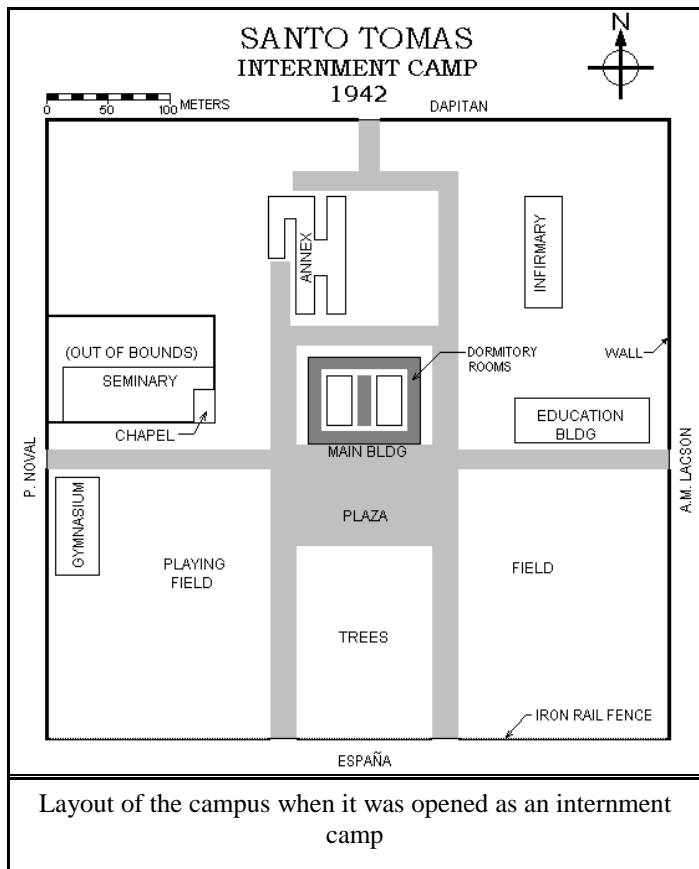 SANTO TOMAS
INTERNMENT CAMP
1942
N
0 50 100 METERS
DAPITAN
ANNEX
INFIRMARY
(OUT OF BOUNDS)
SEMINARY
CHAPEL
DORMITORY
ROOMS
WALL
EDUCATION
BLDG
MAIN BLDG
P. NOVAL
A.M. LACSON
GYMNASIUM
PLAZA
PLAYING
FIELD
FIELD
TREES
IRON RAIL FENCE
ESPAÑA
Layout of the campus when it was opened as an internment
camp